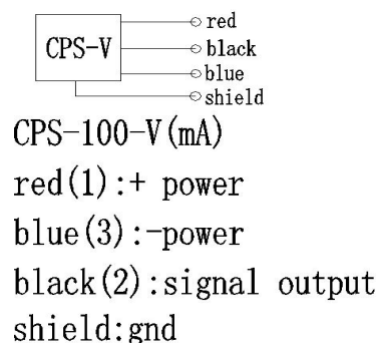 red
CPS-V
black
blue
shield
CPS-100-V(mA)
red(1):+ power
blue(3):-power
black(2):signal output
shield:gnd